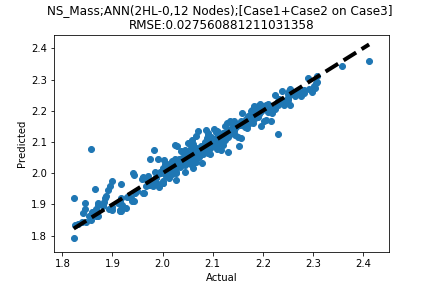 NS_Mass;ANN(2HL-0,12 Nodes);[Case1+Case2 on Case3]
RMSE:0.027560881211031358
2.4
2.3
2.2
2.1
2.0
1.9
1.8
Predicted
1.8 1.9 2.0 2.1 2.2 2.3 2.4
Actual